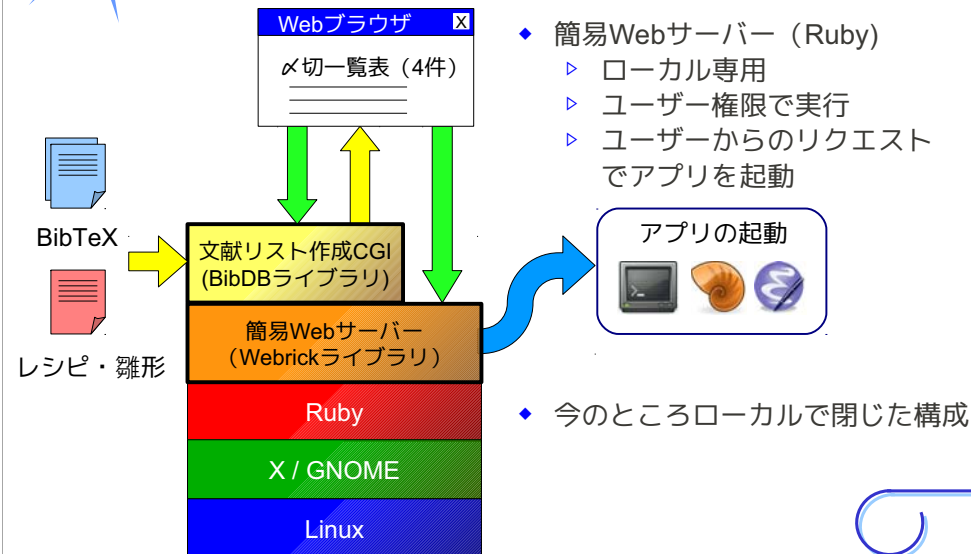 Webブラウザ X
〆切一覧表（4件）
BibTeX
レシピ・雛形
文献リスト作成CGI
(BibDBライブラリ)
簡易Webサーバー
（Webrickライブラリ）
Ruby
X / GNOME
Linux
簡易Webサーバー（Ruby)
ローカル専用
ユーザー権限で実行
ユーザーからのリクエスト
でアプリを起動
アプリの起動
今のところローカルで閉じた構成